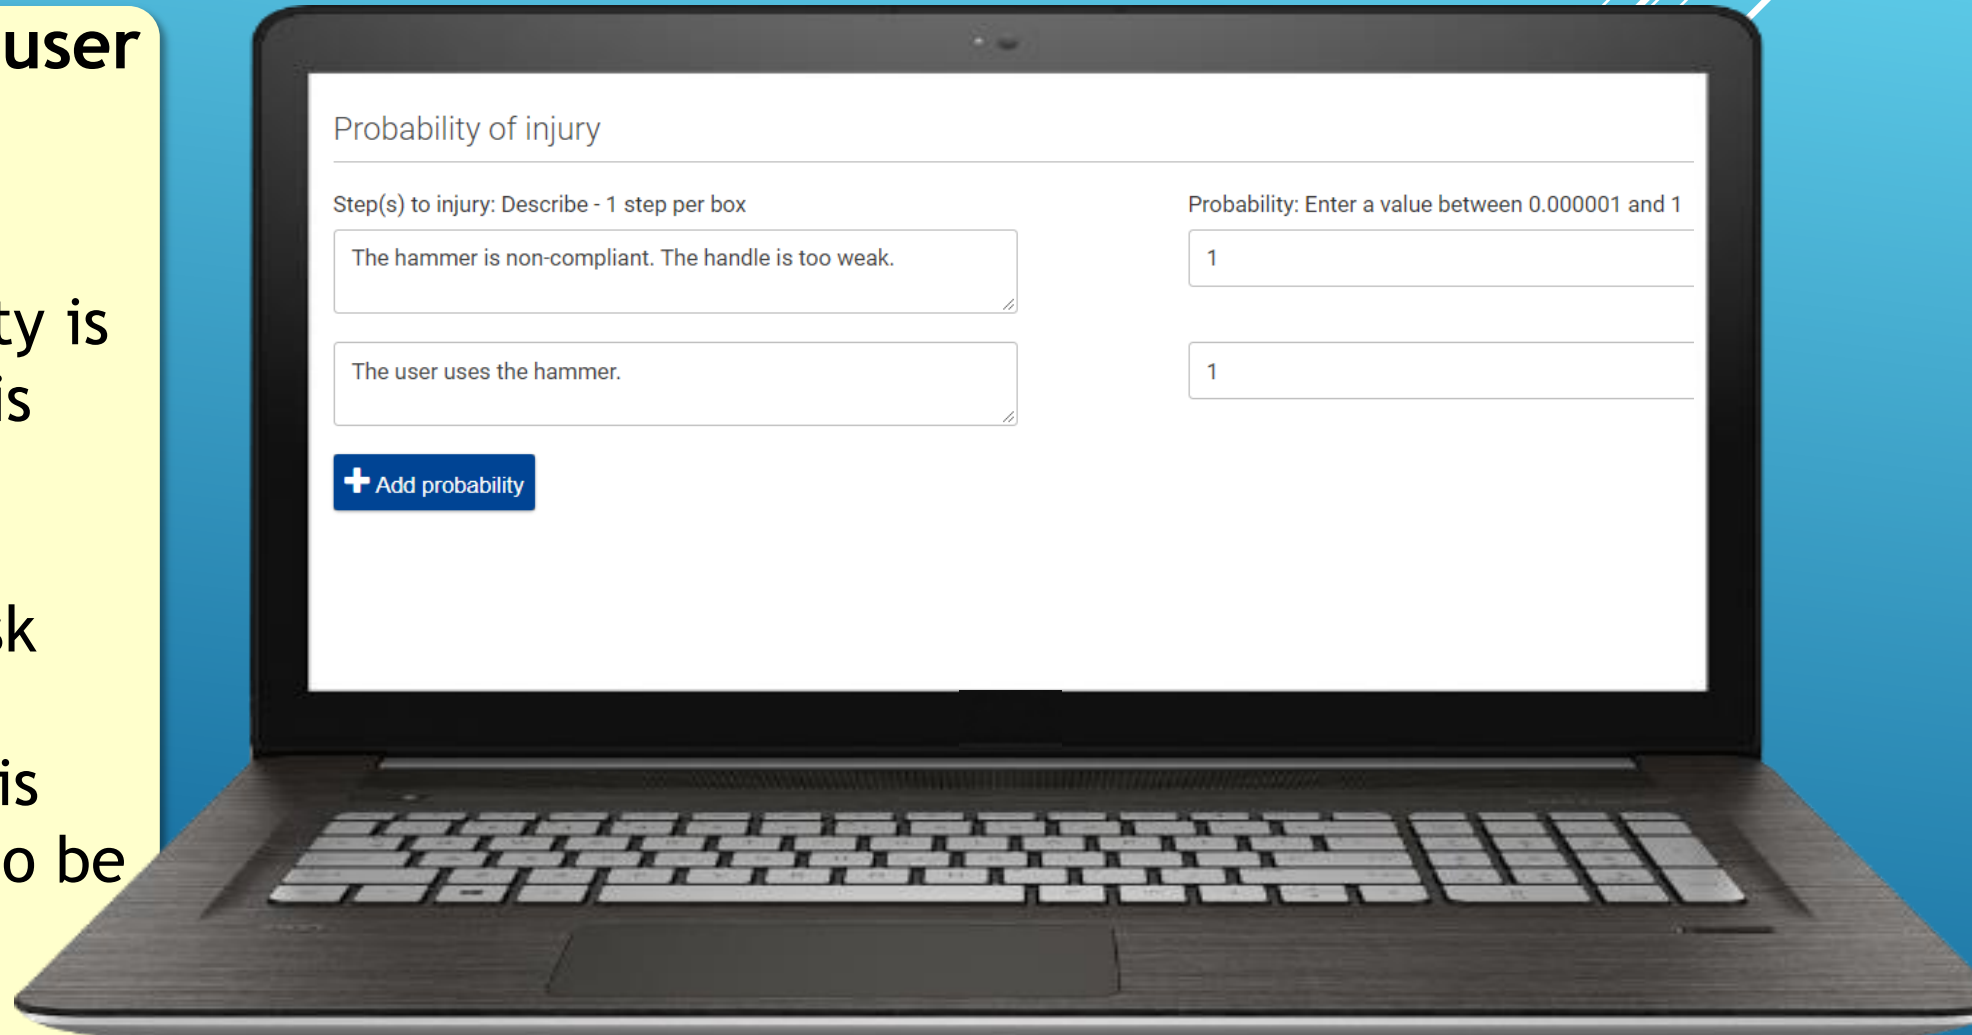 user
ty is
is
sk
is
o be
Probability of injury
Step(s) to injury: Describe - 1 step per box
Probability: Enter a value between 0.000001 and 1
The hammer is non-compliant. The handle is too weak.
1
The user uses the hammer.
1
Add probability